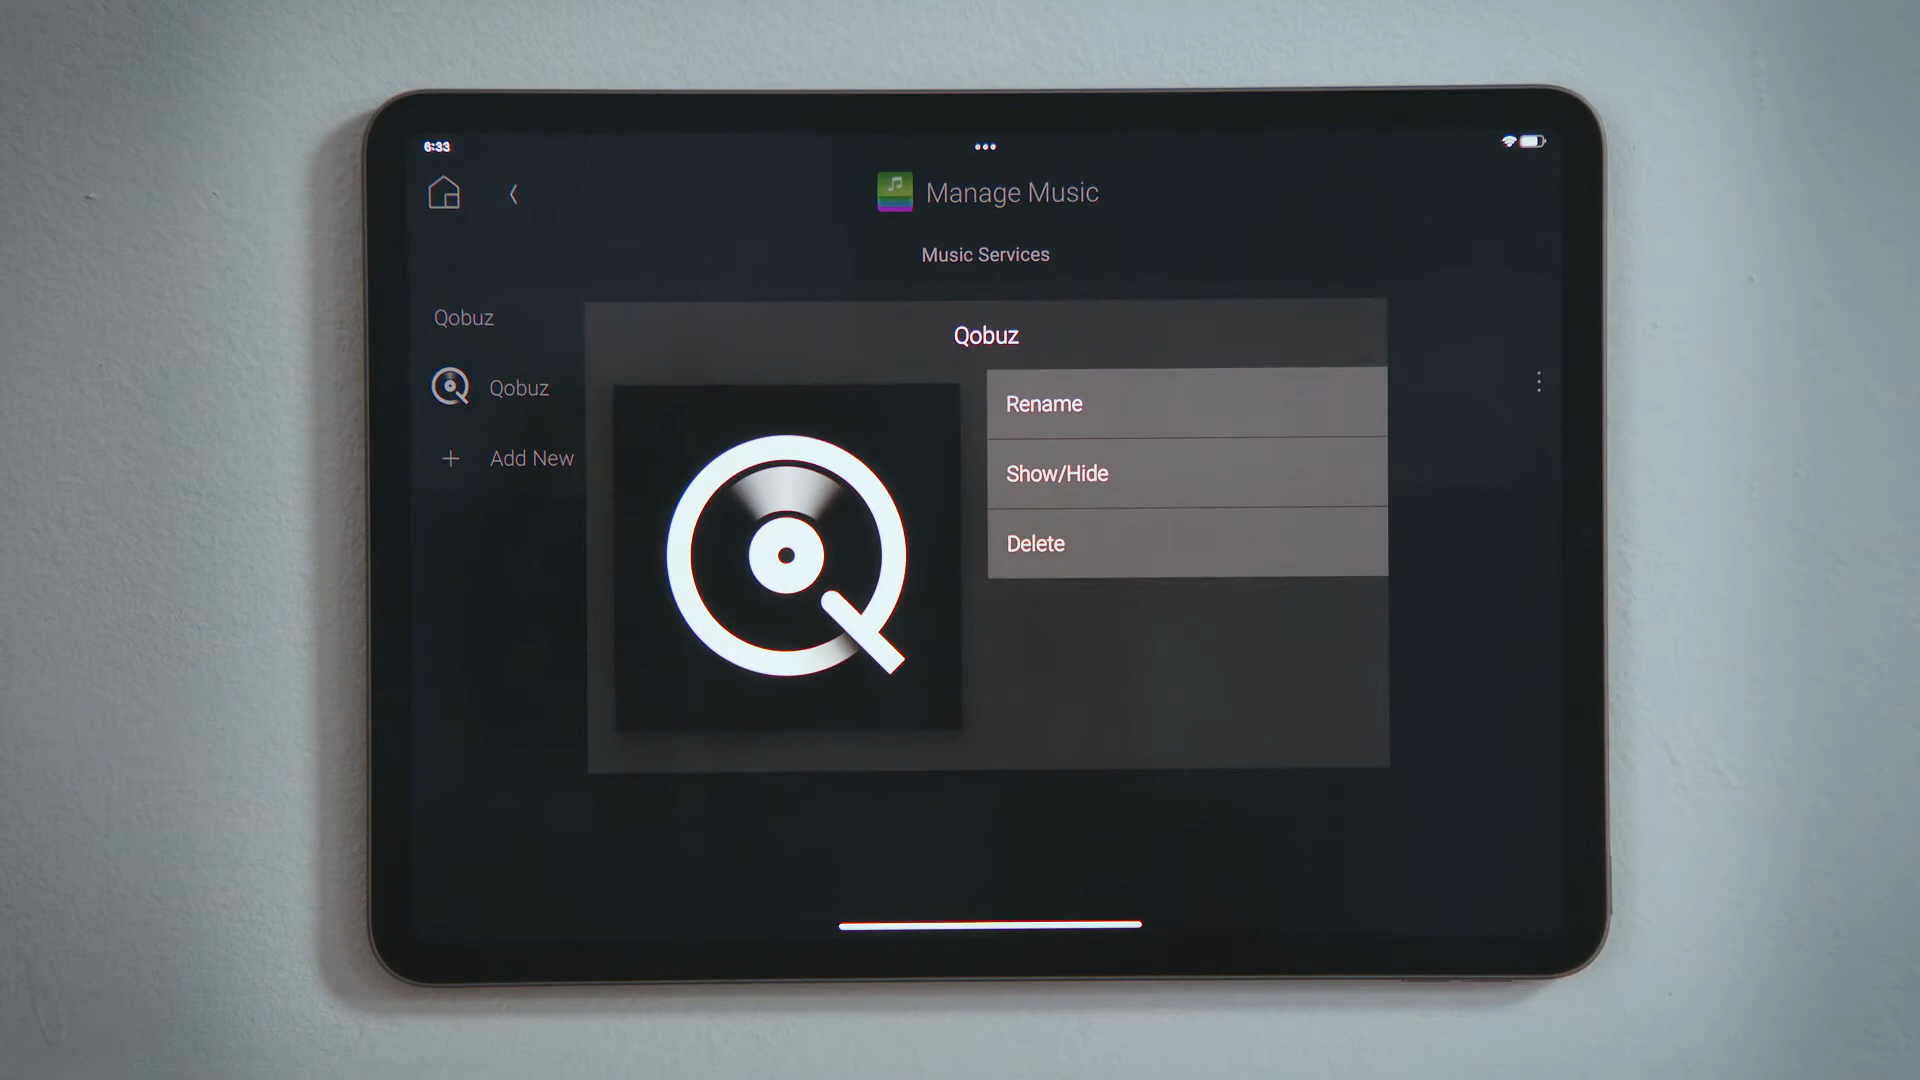 6:33
Manage Music
Music Services
Qobuz
Qobuz
Add New
Qobuz
Rename
Show/Hide
Delete